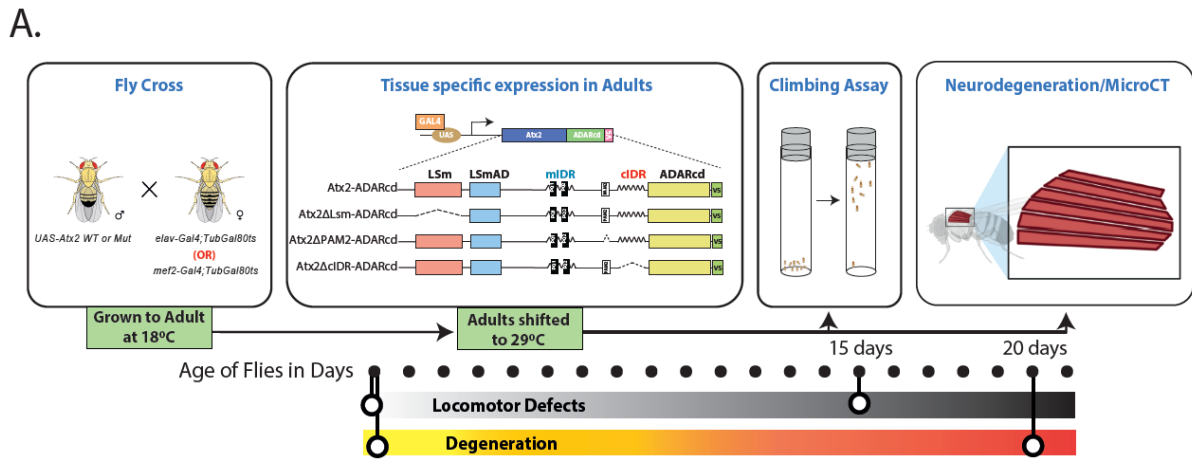 A.
Fly Cross
UAS-Atx2 WT or Mut
♂
♀
elav-Gal4;TubGal80ts
(OR)
mef2-Gal4;TubGal80ts
Tissue specific expression in Adults
GAL4
UAS
Atx2
ADARcd
LSm
LSmAD
mIDR
cIDR
ADARcd
Atx2-ADARcd
V5
Atx2ΔLsm-ADARcd
PAM2
V5
Atx2ΔPAM2-ADARcd
V5
Atx2ΔcIDR-ADARcd
PAM2
V5
Climbing Assay
Neurodegeneration/MicroCT
Grown to Adult
at 18ºC
Adults shifted
to 29ºC
15 days
20 days
Age of Flies in Days
Locomotor Defects
Degeneration